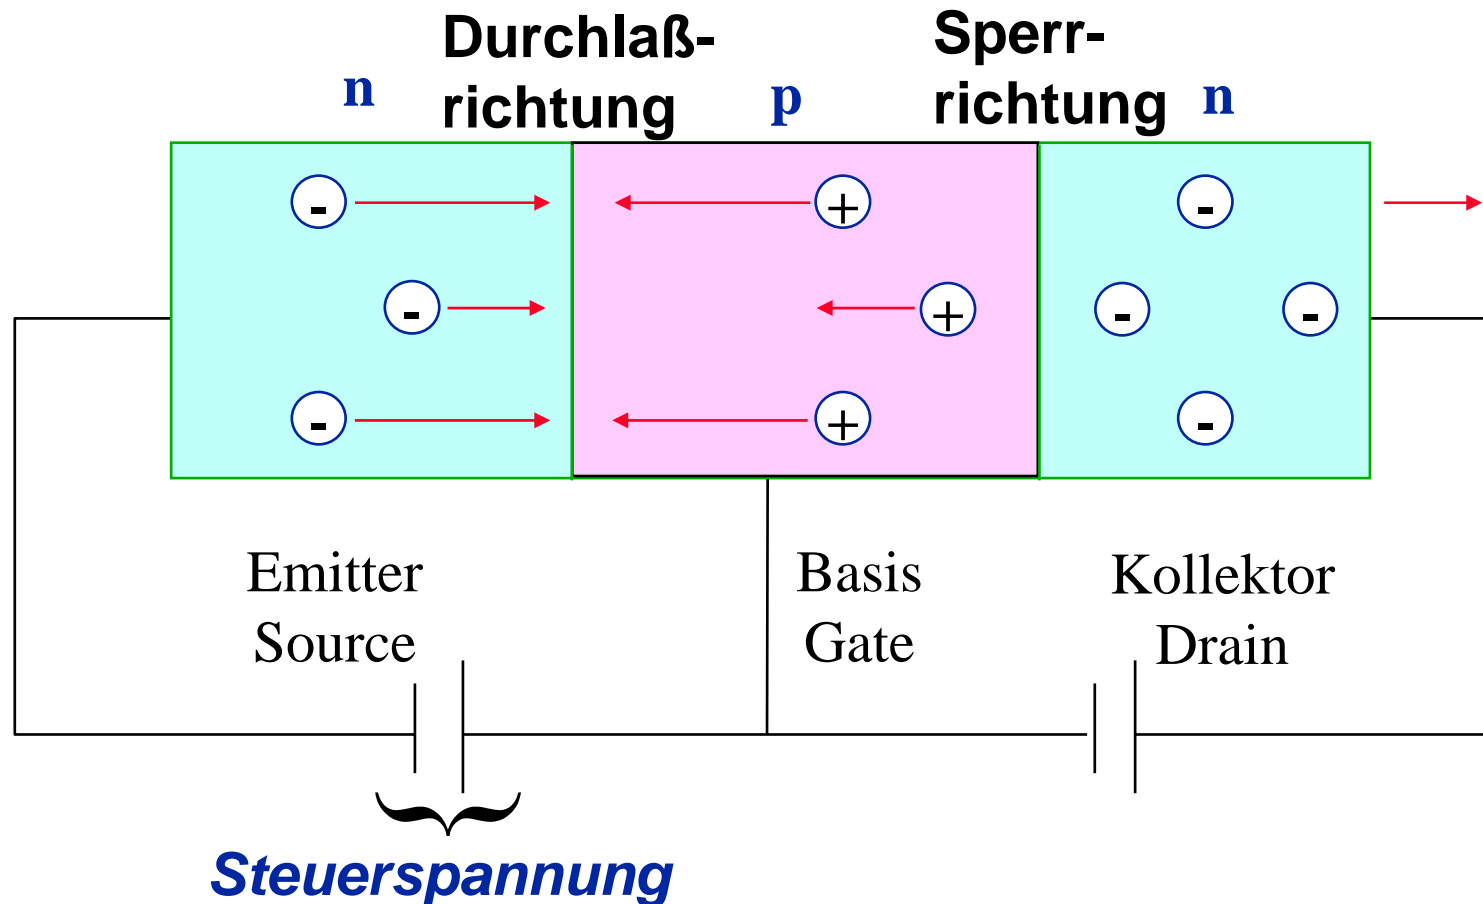 Durchlaß-
richtung
Sperr-
richtung
n
p
n
- + -
- + - -
- + -
Emitter
Source
Basis
Gate
Kollektor
Drain
Steuerspannung